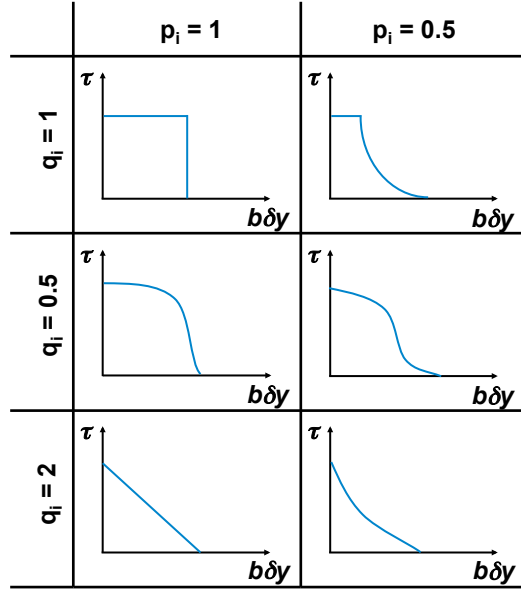 pᵢ = 1
pᵢ = 0.5
qᵢ = 1
τ
bδy
τ
bδy
qᵢ = 0.5
τ
bδy
τ
bδy
qᵢ = 2
τ
bδy
τ
bδy